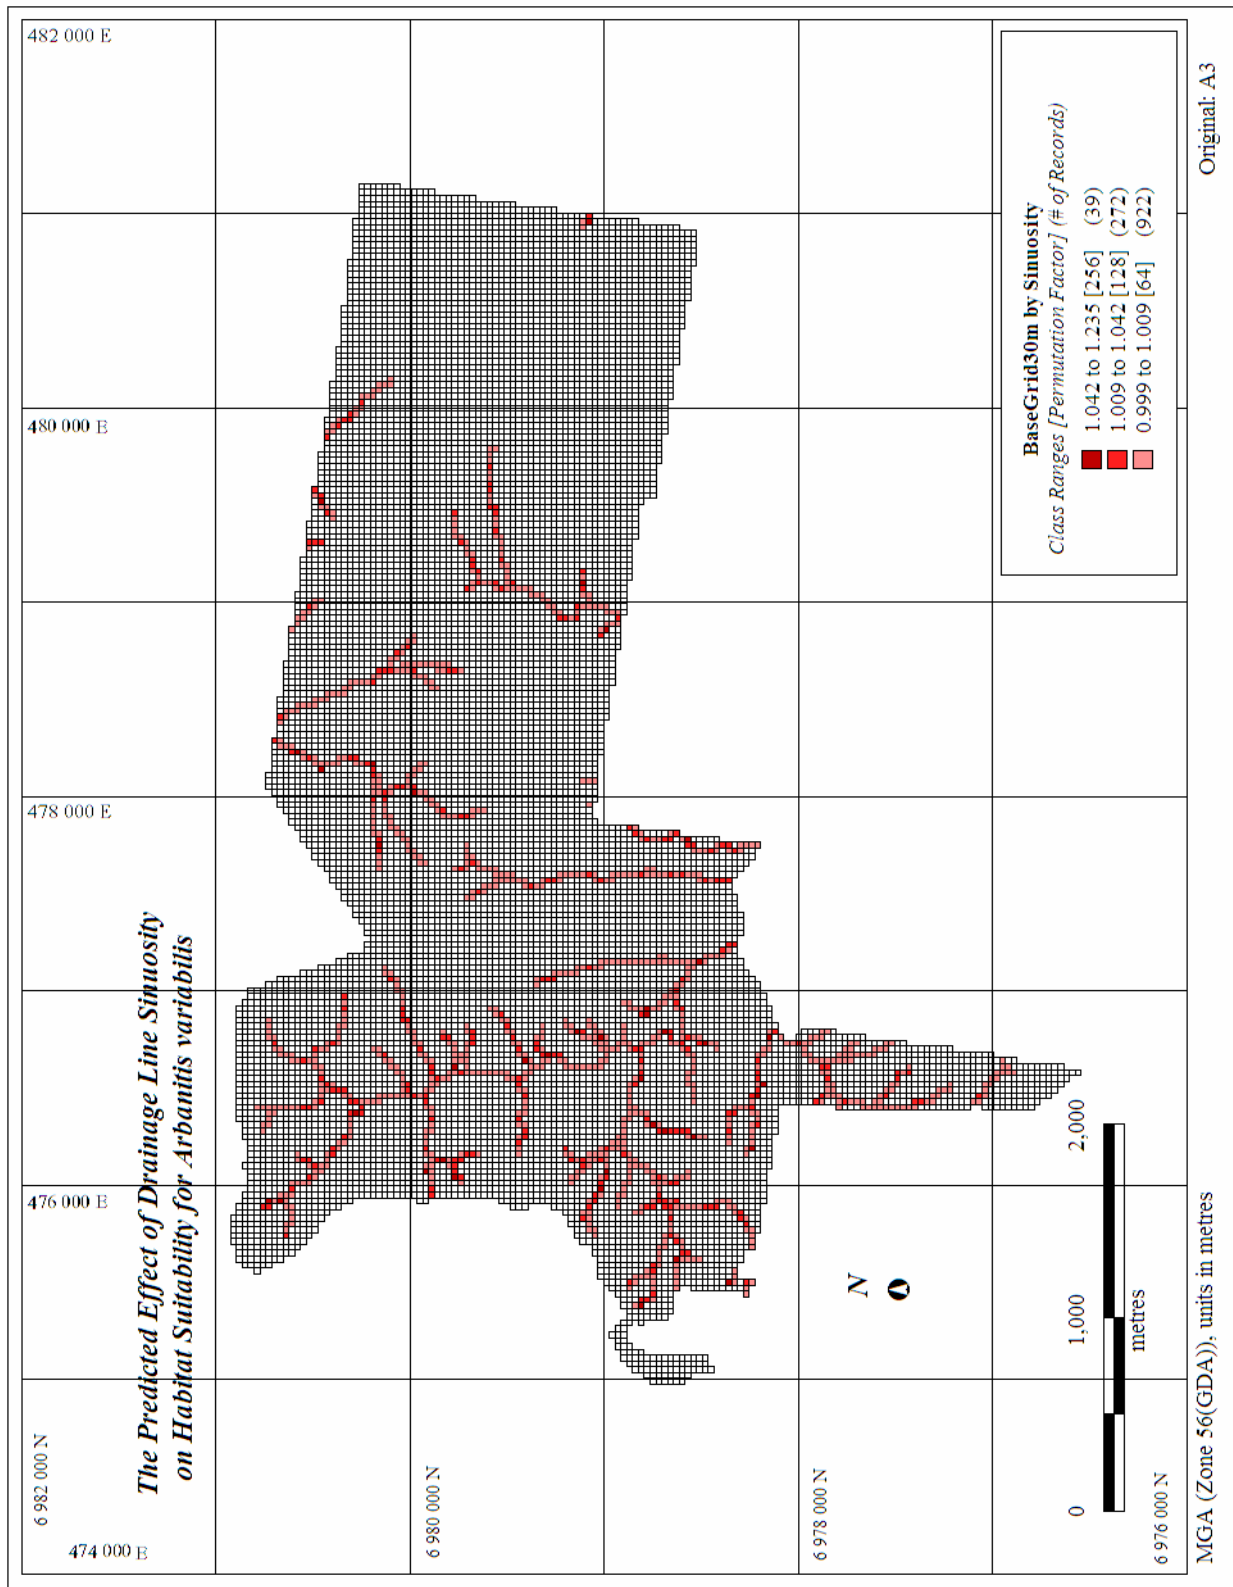 The Predicted Effect of Drainage Line Sinuosity
on Habitat Suitability for Arbanitis variabilis
6 982 000 N
474 000 E
476 000 E
478 000 E
480 000 E
482 000 E
6 980 000 N
6 978 000 N
6 976 000 N
N
0
1,000
2,000
metres
BaseGrid30m by Sinuosity
Class Ranges [Permutation Factor] (# of Records)
1.042 to 1.235 [256] (39)
1.009 to 1.042 [128] (272)
0.999 to 1.009 [64] (922)
MGA (Zone 56(GDA)), units in metres
Original: A3